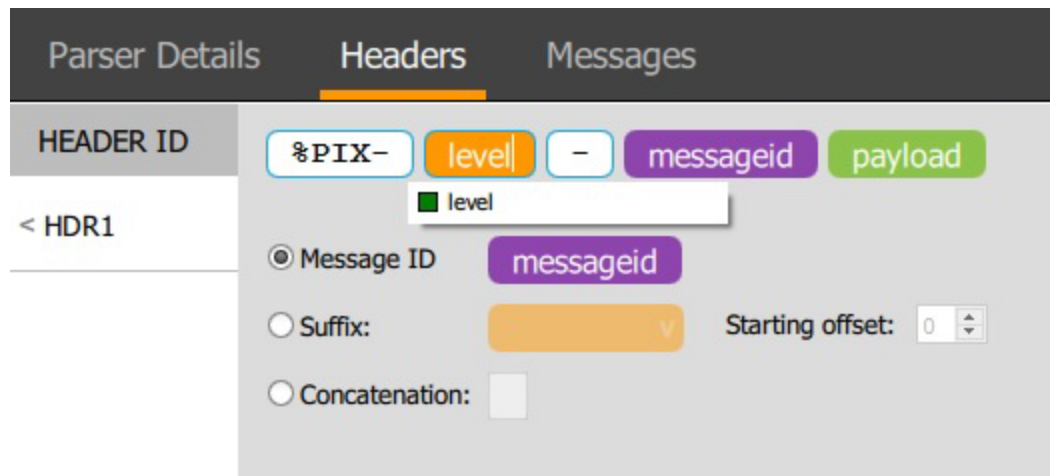 Parser Details Headers Messages
HEADER ID
%PIX- level - messageid payload
level
< HDR1
Message ID messageid
Suffix: v Starting offset: 0
Concatenation: